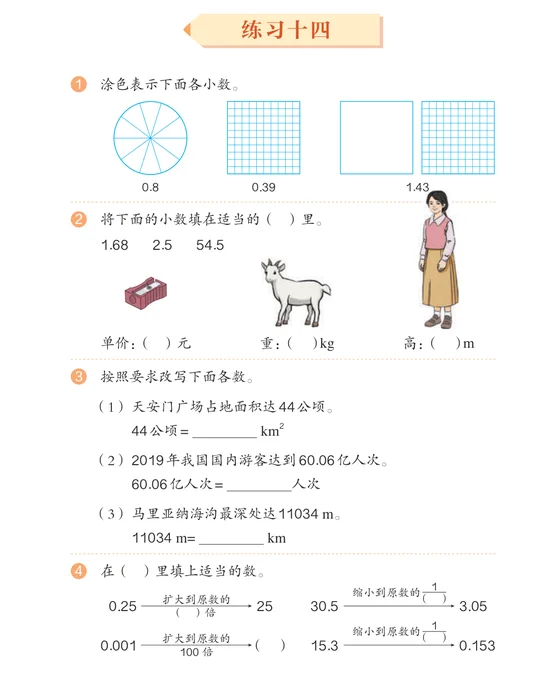 练习十四
1 涂色表示下面各小数。
0.8 0.39 1.43
2 将下面的小数填在适当的（ ）里。
1.68 2.5 54.5
单价：（ ）元 重：（ ）kg 高：（ ）m
3 按照要求改写下面各数。
（1）天安门广场占地面积达44公顷。
44公顷= ________ km²
（2）2019年我国国内游客达到60.06亿人次。
60.06亿人次= ________人次
（3）马里亚纳海沟最深处达11034 m。
11034 m= ________ km
4 在（ ）里填上适当的数。
0.25 扩大到原数的（ ）倍 25 30.5 缩小到原数的1/（ ） 3.05
0.001 扩大到原数的100倍 （ ） 15.3 缩小到原数的1/（ ） 0.153